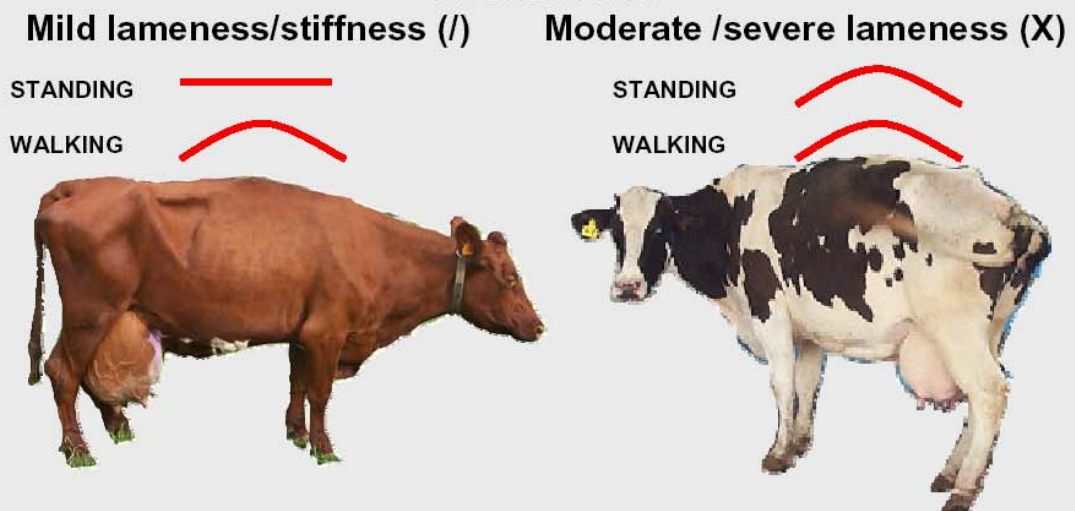 Mild lameness/stiffness (/)
STANDING
WALKING
Moderate /severe lameness (X)
STANDING
WALKING